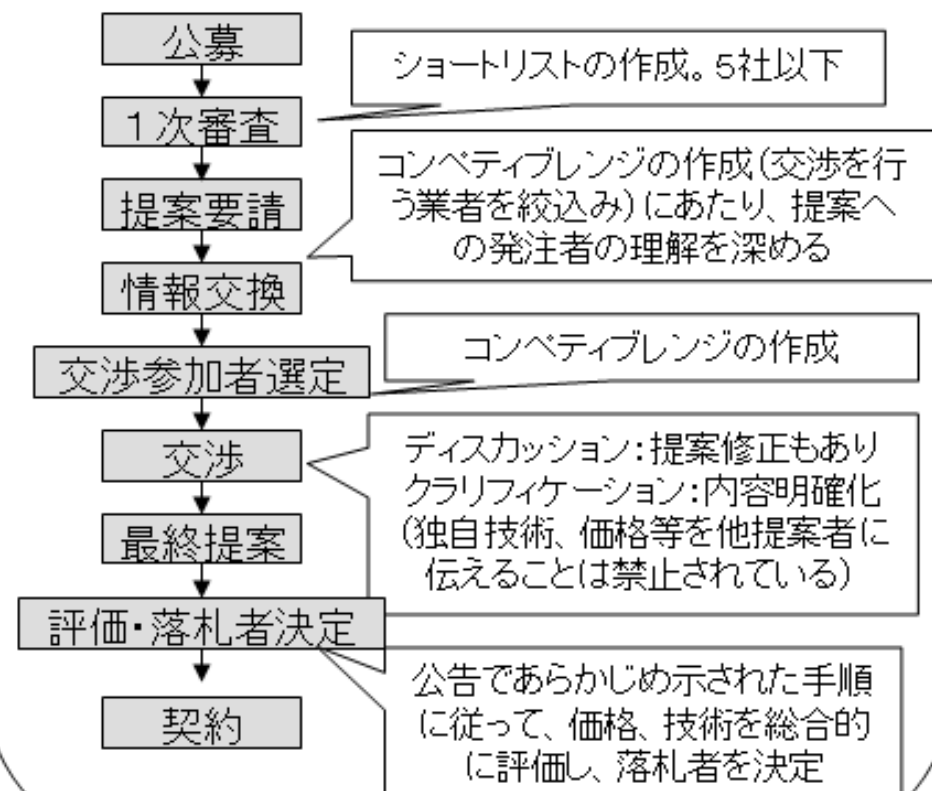 公募
ショートリストの作成。5社以下
1次審査
コンペティブレンジの作成(交渉を行
う業者を絞込み)にあたり、提案へ
の発注者の理解を深める
提案要請
情報交換
コンペティブレンジの作成
交渉参加者選定
ディスカッション:提案修正もあり
クラリフィケーション:内容明確化
(独自技術、価格等を他提案者に
伝えることは禁止されている)
交渉
最終提案
評価・落札者決定
公告であらかじめ示された手順
に従って、価格、技術を総合的
に評価し、落札者を決定
契約